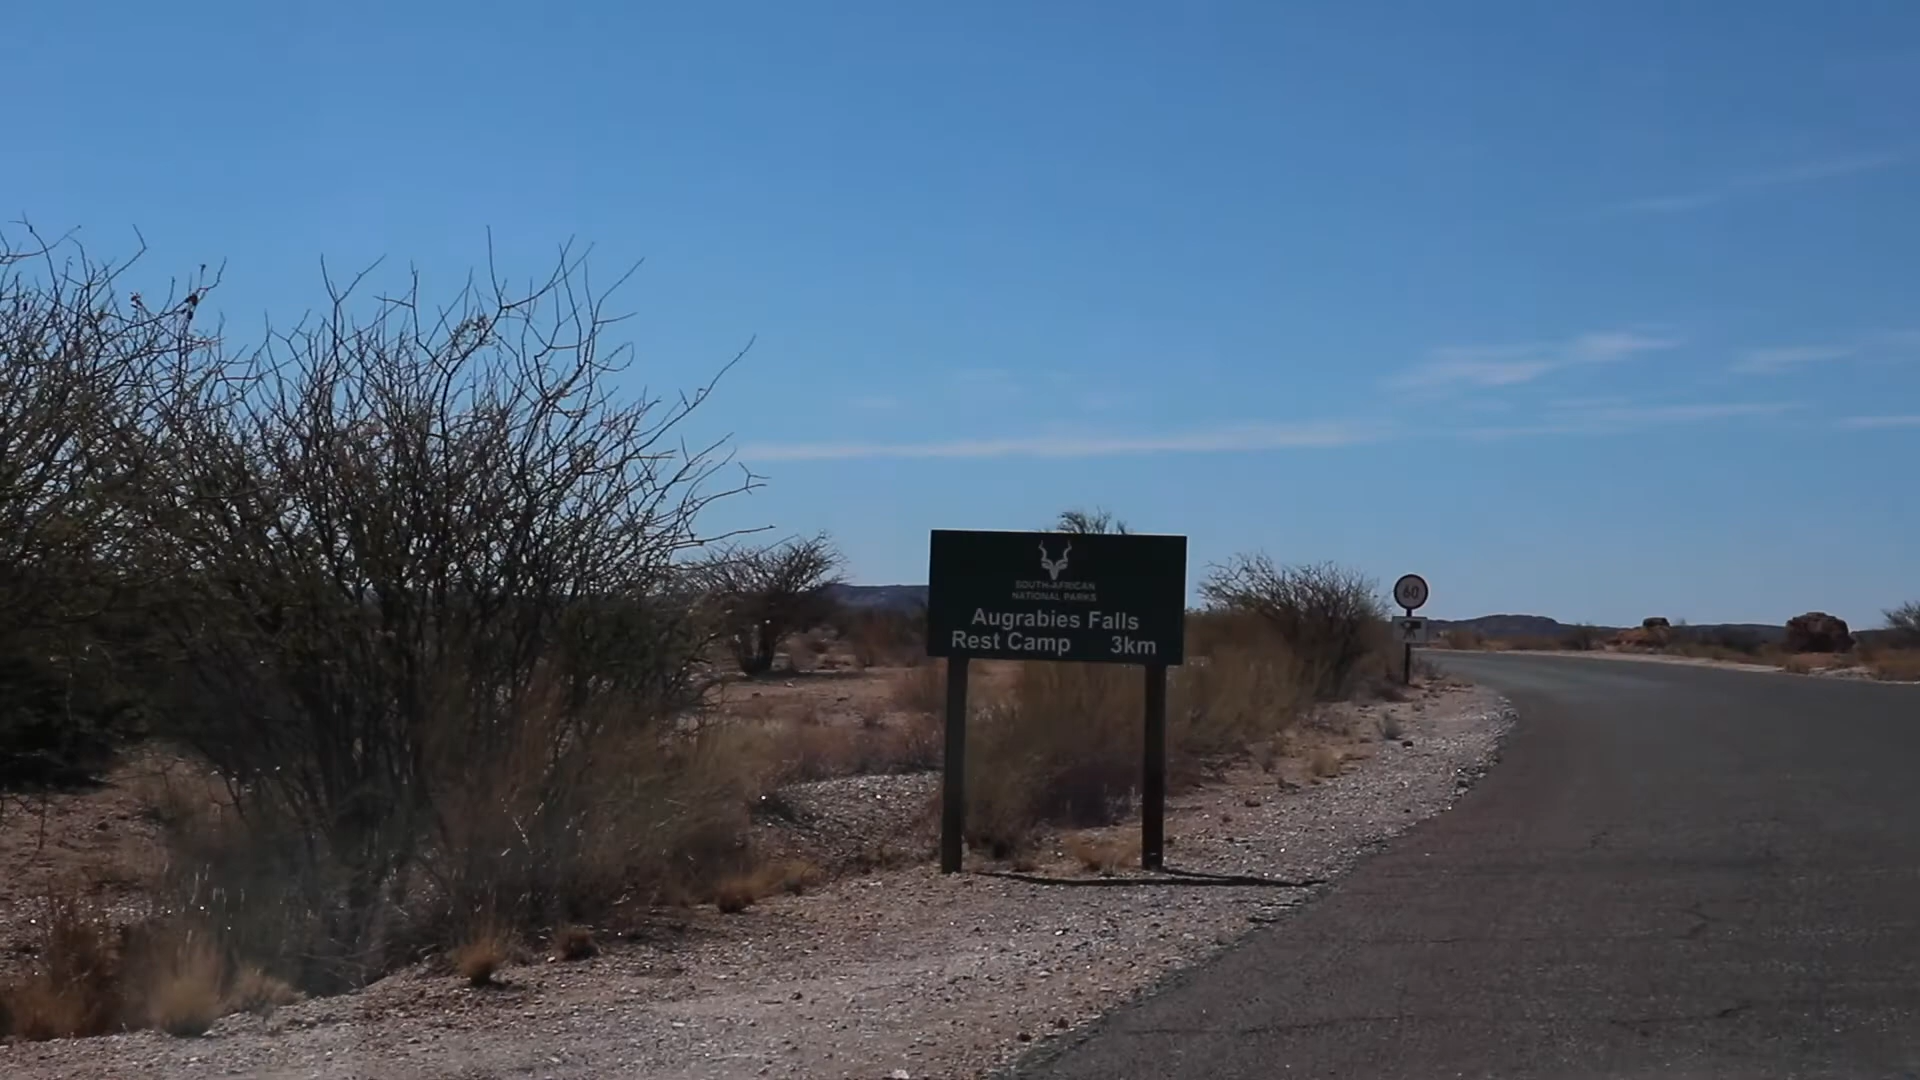 SOUTH AFRICAN
NATIONAL PARKS
Augrabies Falls
Rest Camp 3km
60